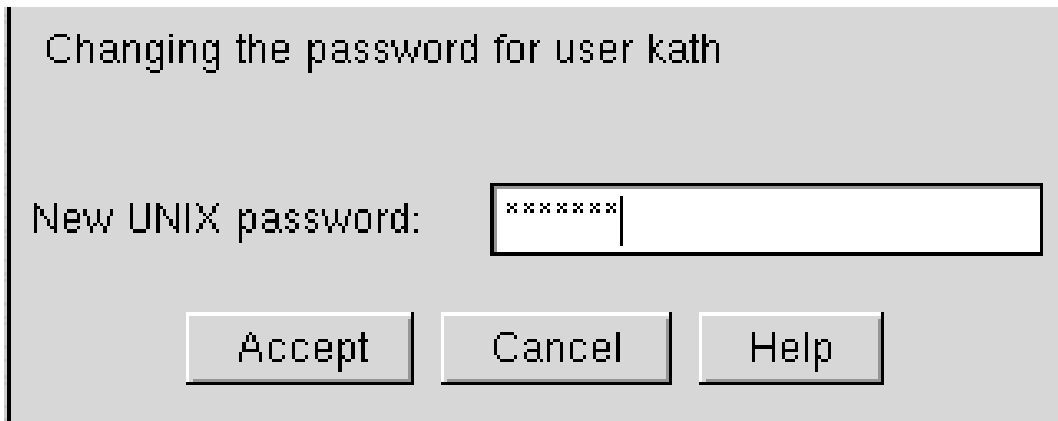 Changing the password for user kath
New UNIX password: *******
Accept Cancel Help